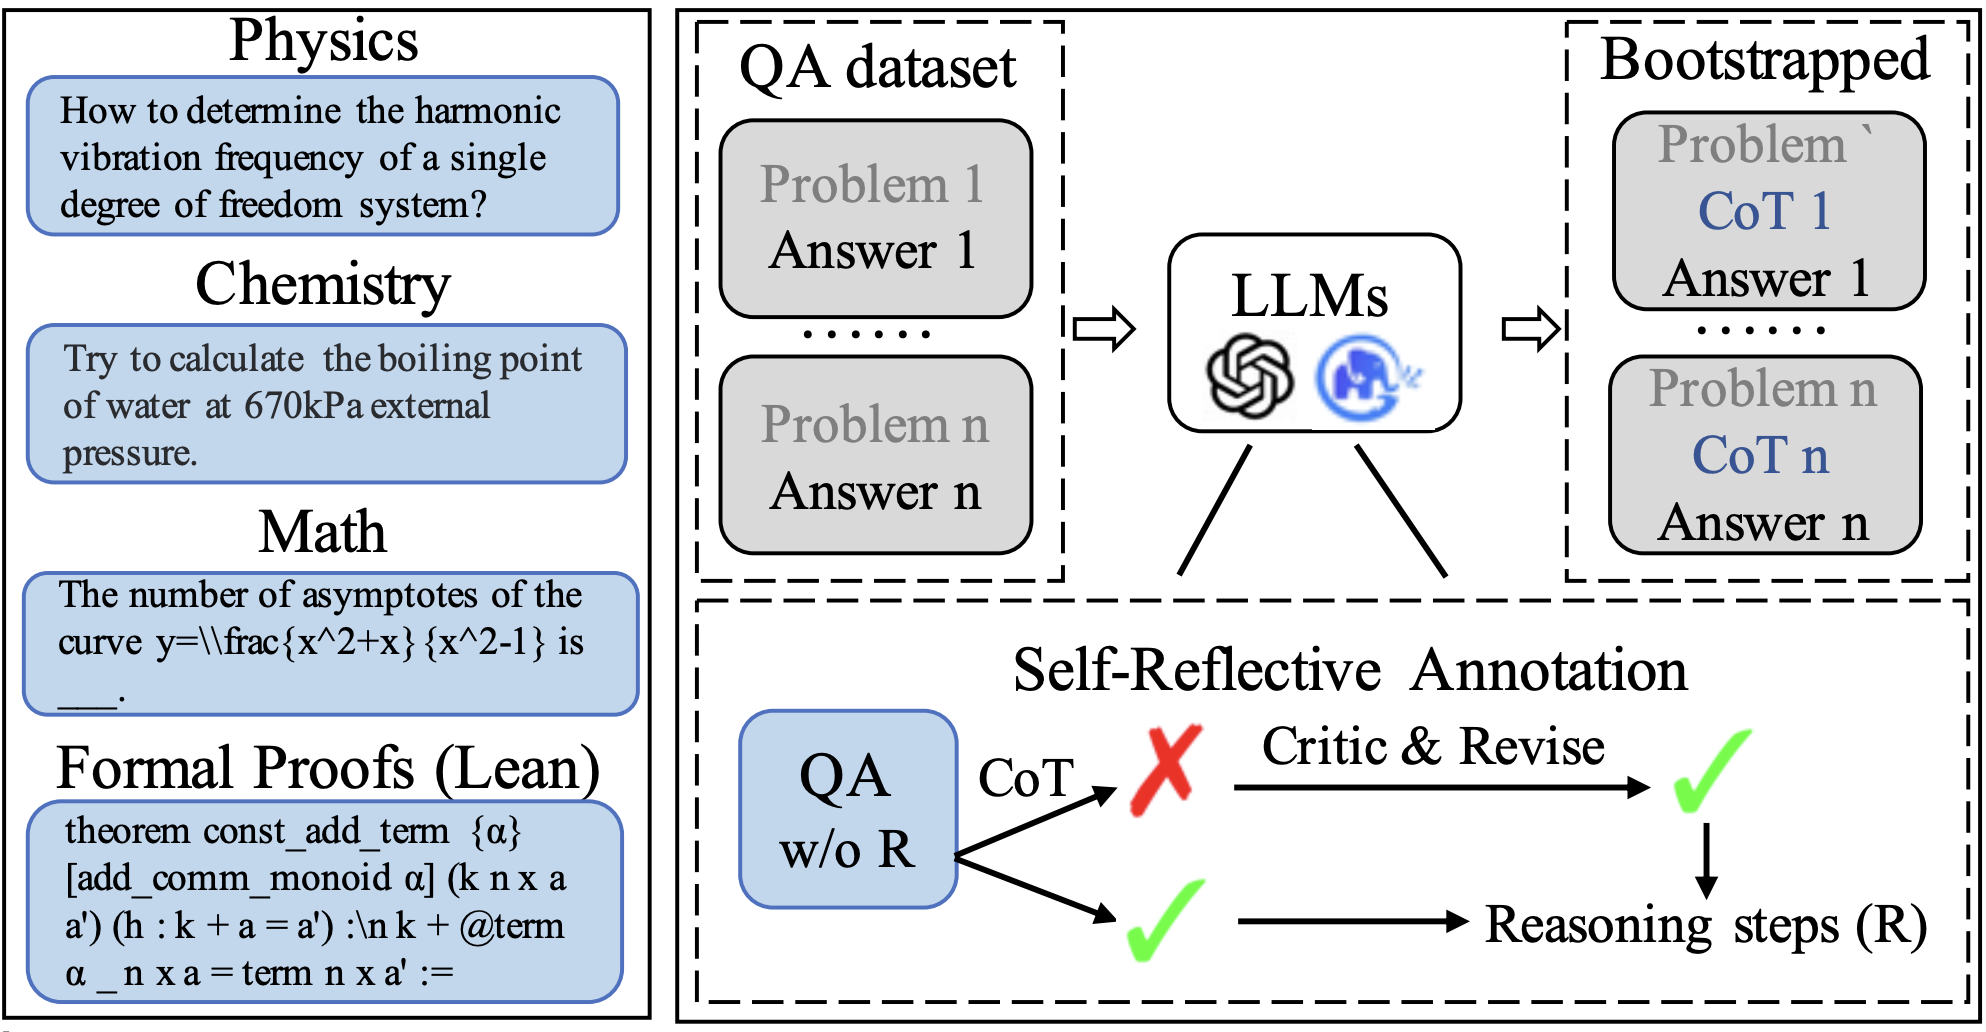 Physics
How to determine the harmonic
vibration frequency of a single
degree of freedom system?
Chemistry
Try to calculate the boiling point
of water at 670kPa external
pressure.
Math
The number of asymptotes of the
curve y=\\frac{x^2+x}{x^2-1} is
___.
Formal Proofs (Lean)
theorem const_add_term {α}
[add_comm_monoid α] (k n x a
a') (h : k + a = a') :\n k + @term
α _ n x a = term n x a' :=
QA dataset
Problem 1
Answer 1
......
Problem n
Answer n
LLMs
Bootstrapped
Problem `
CoT 1
Answer 1
......
Problem n
CoT n
Answer n
Self-Reflective Annotation
QA
w/o R
CoT
Critic & Revise
Reasoning steps (R)